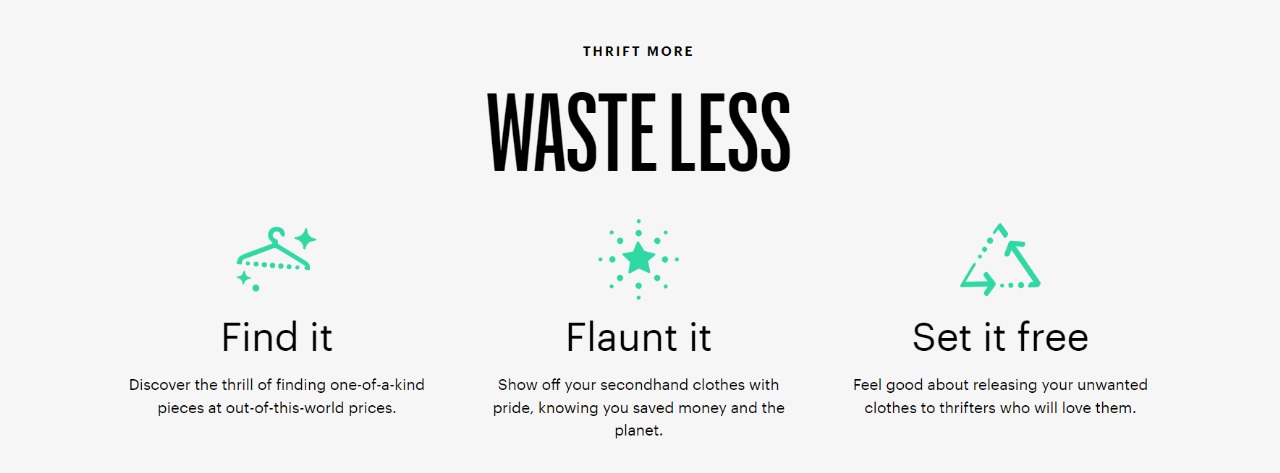 THRIFT MORE
WASTE LESS
Find it
Discover the thrill of finding one-of-a-kind
pieces at out-of-this-world prices.
Flaunt it
Show off your secondhand clothes with
pride, knowing you saved money and the
planet.
Set it free
Feel good about releasing your unwanted
clothes to thrifters who will love them.